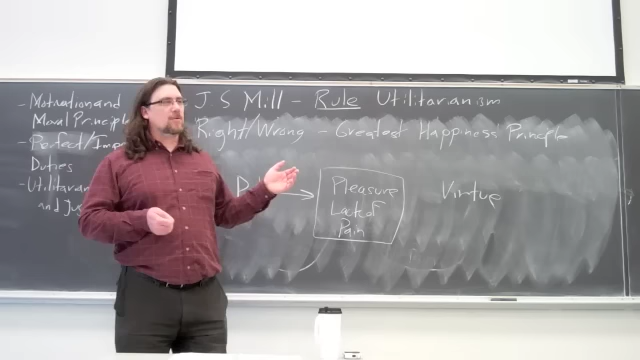 - Motivation and
Moral Principle
- Perfect/Imp
Duties
- Utilitarian
and Jus
J S Mill - Rule Utilitarianism
Right/Wrong - Greatest Happiness Principle
Pleasure
Lack of
Pain
Virtue